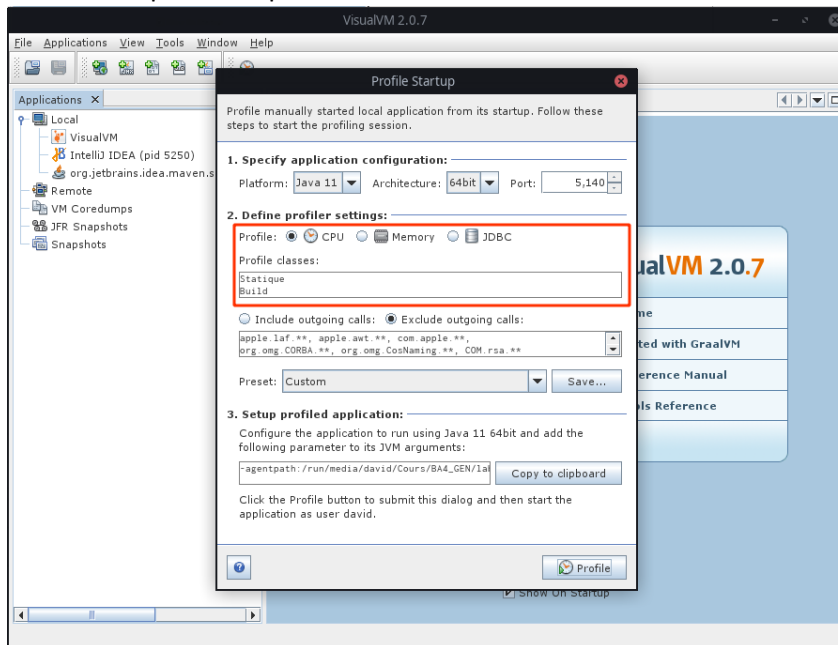 VisualVM 2.0.7
File Applications View Tools Window Help
Applications
Local
VisualVM
IntelliJ IDEA (pid 5250)
org.jetbrains.idea.maven.s
Remote
VM Coredumps
JFR Snapshots
Snapshots
Profile Startup
Profile manually started local application from its startup. Follow these
steps to start the profiling session.
1. Specify application configuration:
Platform: Java 11 Architecture: 64bit Port: 5,140
2. Define profiler settings:
Profile: CPU Memory JDBC
Profile classes:
Statique
Build
Include outgoing calls: Exclude outgoing calls:
apple.laf.**, apple.awt.**, com.apple.**,
org.omg.CORBA.**, org.omg.CosNaming.**, COM.rsa.**
Preset: Custom Save...
3. Setup profiled application:
Configure the application to run using Java 11 64bit and add the
following parameter to its JVM arguments:
-agentpath:/run/media/david/Cours/BA4_GEN/lal Copy to clipboard
Click the Profile button to submit this dialog and then start the
application as user david.
? Profile
ualVM 2.0.7
me
ted with GraalVM
erence Manual
ols Reference
Show On Startup